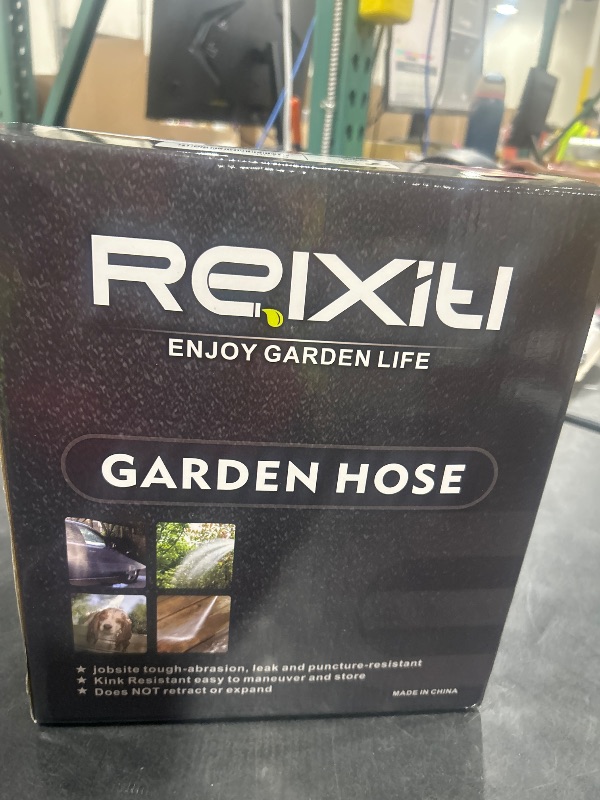 ReIXitl
ENJOY GARDEN LIFE
GARDEN HOSE
★ jobsite tough-abrasion, leak and puncture-resistant
★ Kink Resistant easy to maneuver and store
★ Does NOT retract or expand
MADE IN CHINA